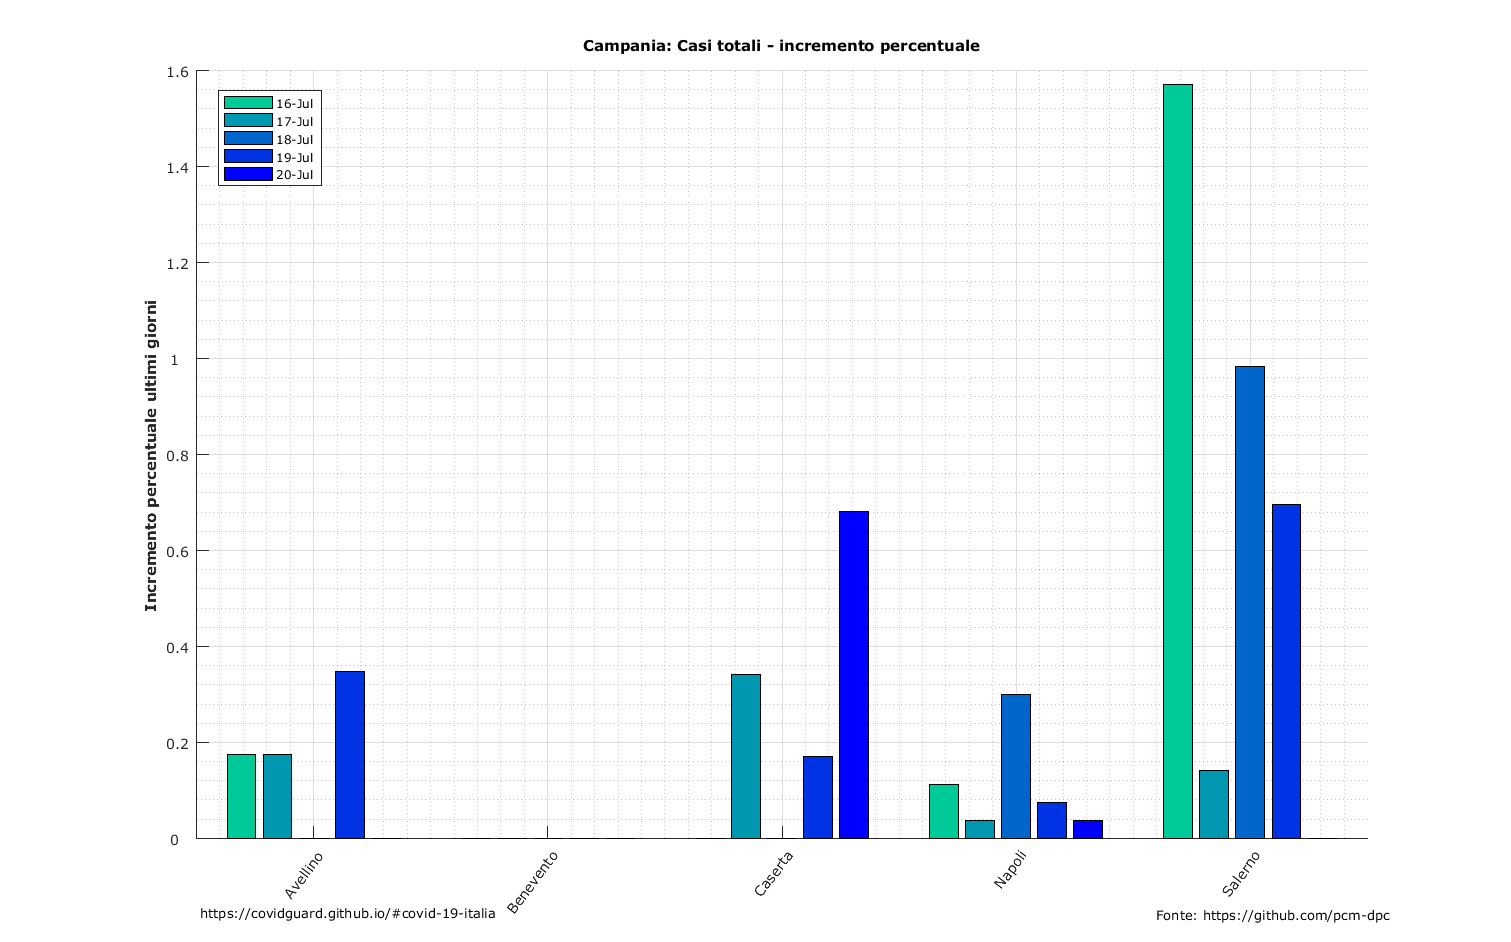 Campania: Casi totali - incremento percentuale
1.6
1.4
1.2
1
0.8
0.6
0.4
0.2
0
Incremento percentuale ultimi giorni
16-Jul
17-Jul
18-Jul
19-Jul
20-Jul
Avellino
Benevento
Caserta
Napoli
Salerno
https://covidguard.github.io/#covid-19-italia
Fonte: https://github.com/pcm-dpc